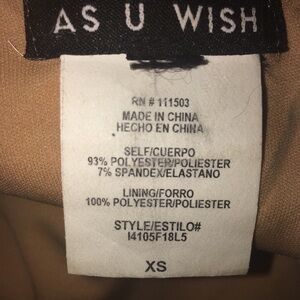 AS U WISH
RN # 111503
MADE IN CHINA
HECHO EN CHINA
SELF/CUERPO
93% POLYESTER/POLIESTER
7% SPANDEX/ELASTANO
LINING/FORRO
100% POLYESTER/POLIESTER
STYLE/ESTILO#
I4105F18L5
XS